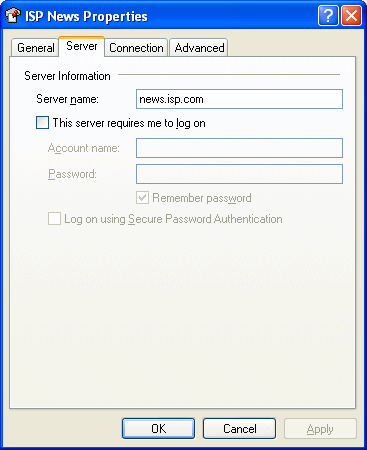 ISP News Properties
General Server Connection Advanced
Server Information
Server name: news.isp.com
This server requires me to log on
Account name:
Password:
Remember password
Log on using Secure Password Authentication
OK Cancel Apply